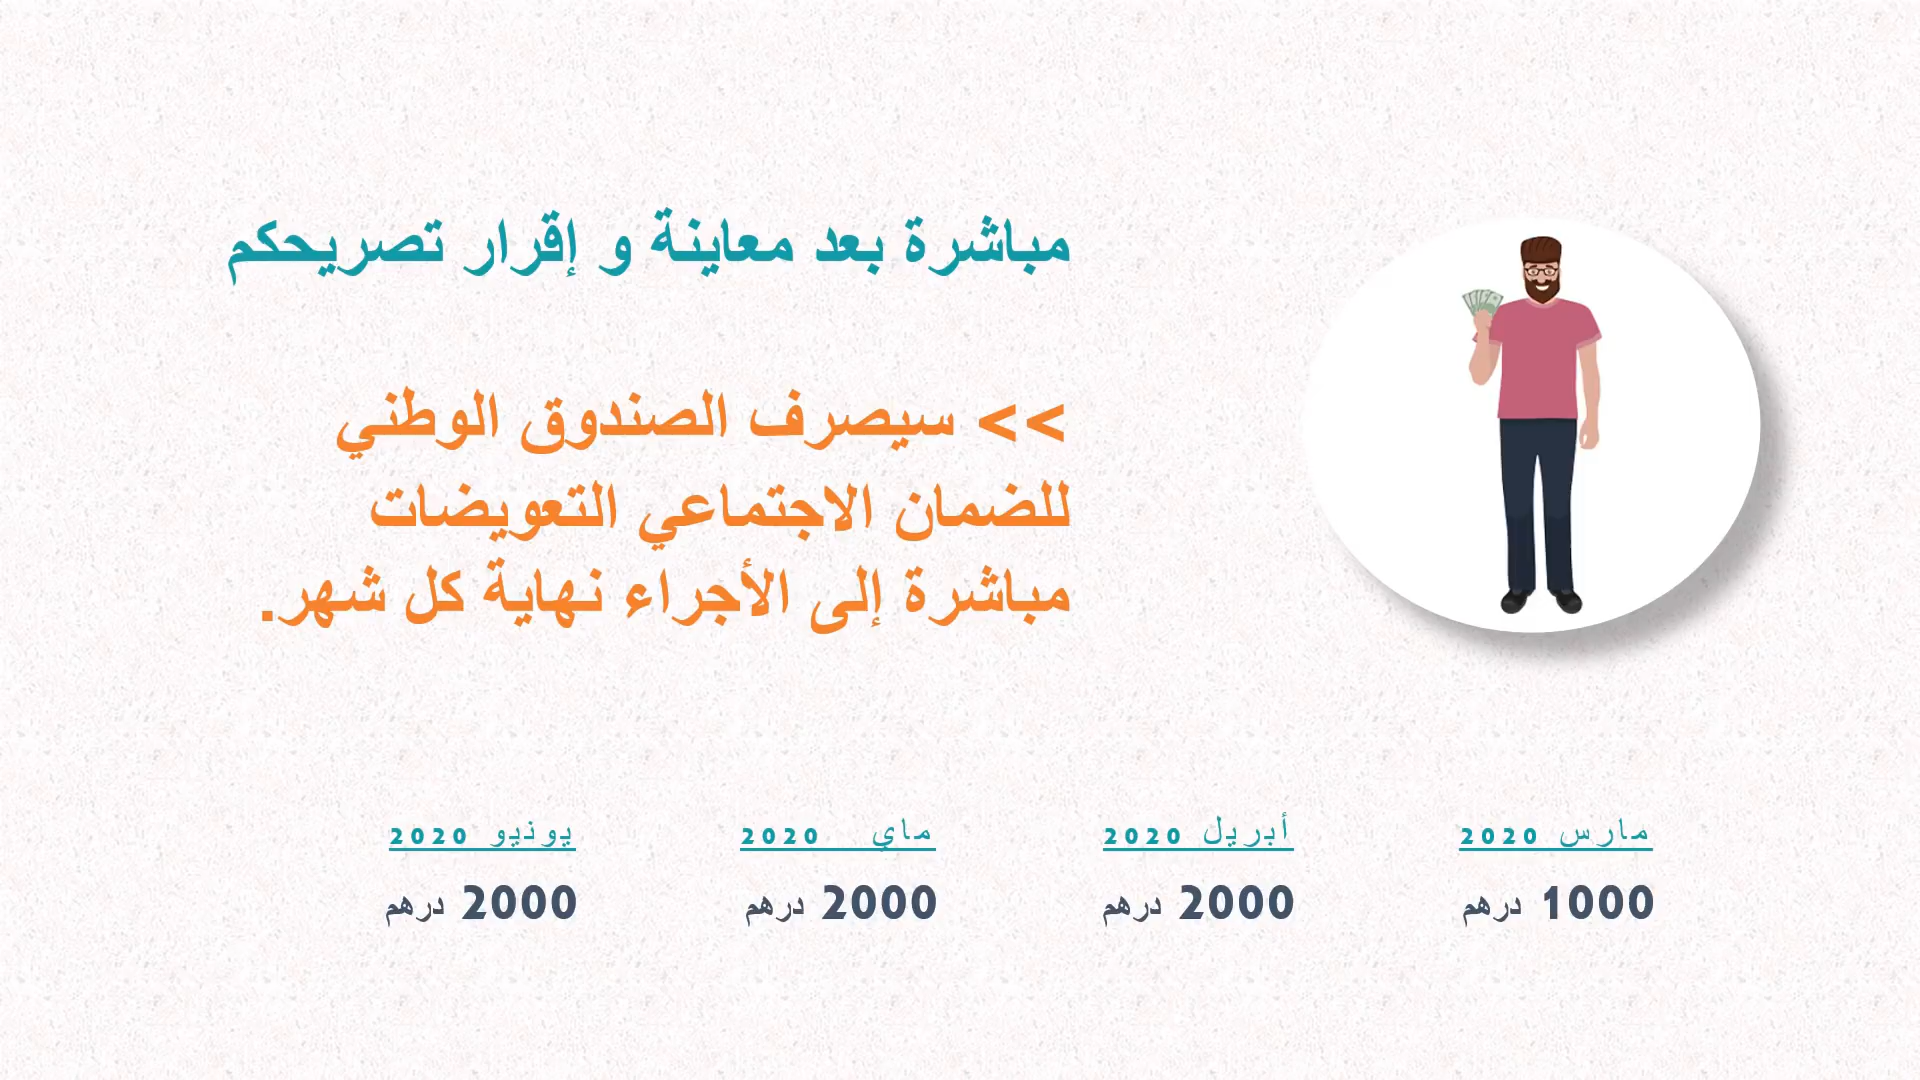 مباشرة بعد معاينة و إقرار تصريحكم
>> سيصرف الصندوق الوطني
للضمان الاجتماعي التعويضات
مباشرة إلى الأجراء نهاية كل شهر.
مارس 2020
1000 درهم
أبريل 2020
2000 درهم
ماي 2020
2000 درهم
يونيو 2020
2000 درهم